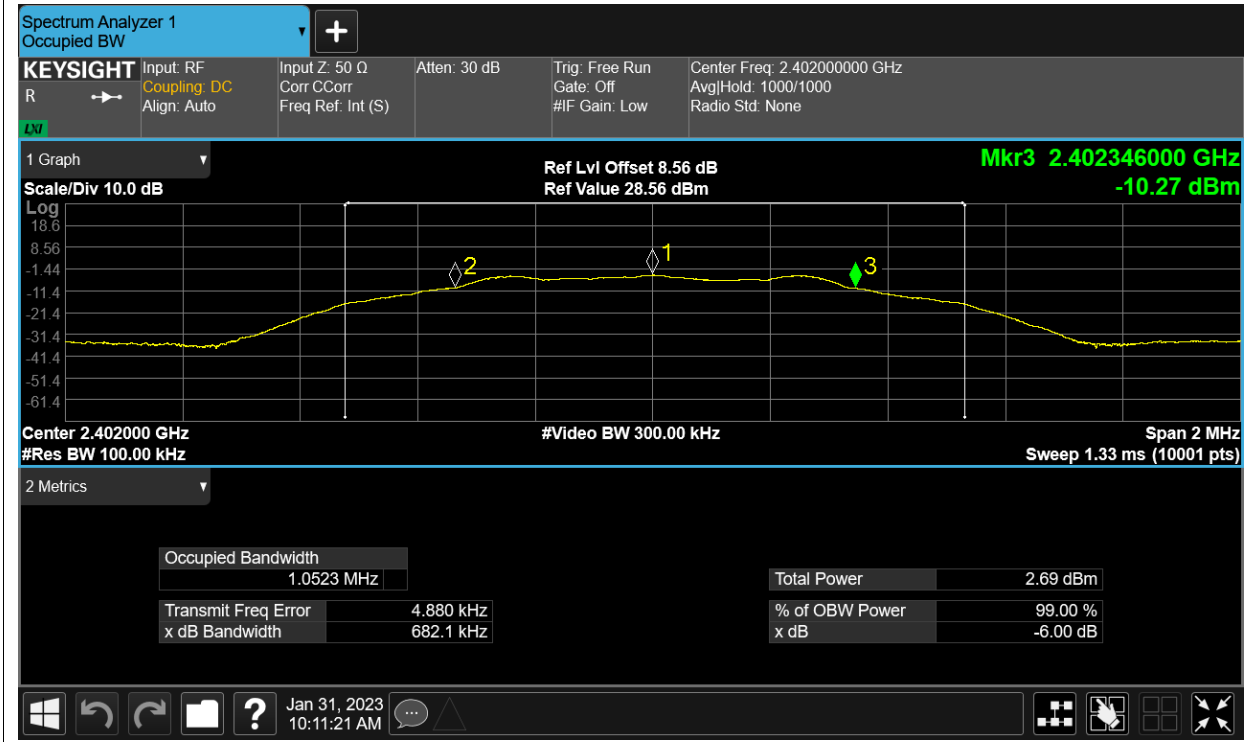 Spectrum Analyzer 1
Occupied BW
KEYSIGHT Input: RF Input Z: 50 Ω Atten: 30 dB Trig: Free Run Center Freq: 2.402000000 GHz
R Coupling: DC Corr CCorr Gate: Off Avg|Hold: 1000/1000
Align: Auto Freq Ref: Int (S) #IF Gain: Low Radio Std: None
LXI
1 Graph Ref Lvl Offset 8.56 dB Mkr3 2.402346000 GHz
Scale/Div 10.0 dB Ref Value 28.56 dBm -10.27 dBm
Log
18.6
8.56
-1.44
-11.4
-21.4
-31.4
-41.4
-51.4
-61.4
2 1 3
Center 2.402000 GHz #Video BW 300.00 kHz Span 2 MHz
#Res BW 100.00 kHz Sweep 1.33 ms (10001 pts)
2 Metrics
Occupied Bandwidth
1.0523 MHz Total Power 2.69 dBm
Transmit Freq Error 4.880 kHz % of OBW Power 99.00 %
x dB Bandwidth 682.1 kHz x dB -6.00 dB
? Jan 31, 2023
10:11:21 AM